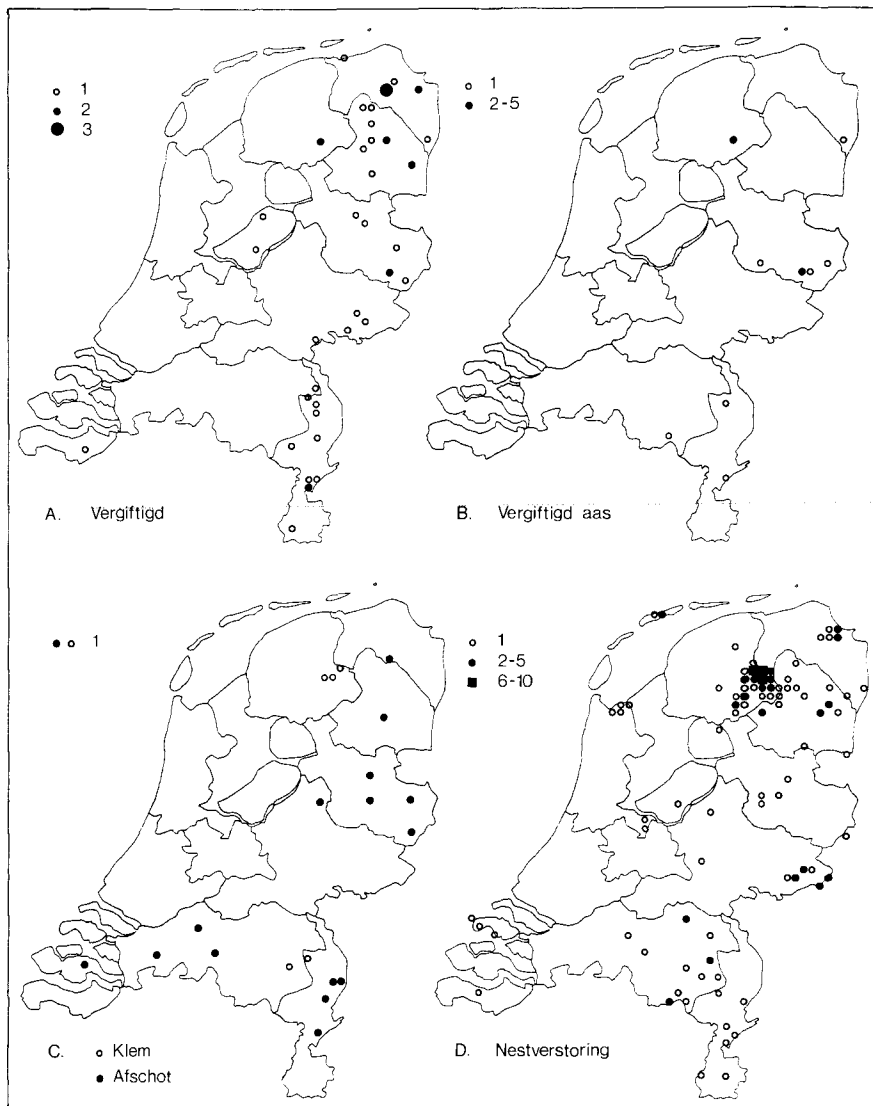 1
2
3
A. Vergiftigd
1
2-5
B. Vergiftigd aas
1
C.
Klem
Afschot
1
2-5
6-10
D. Nestverstoring